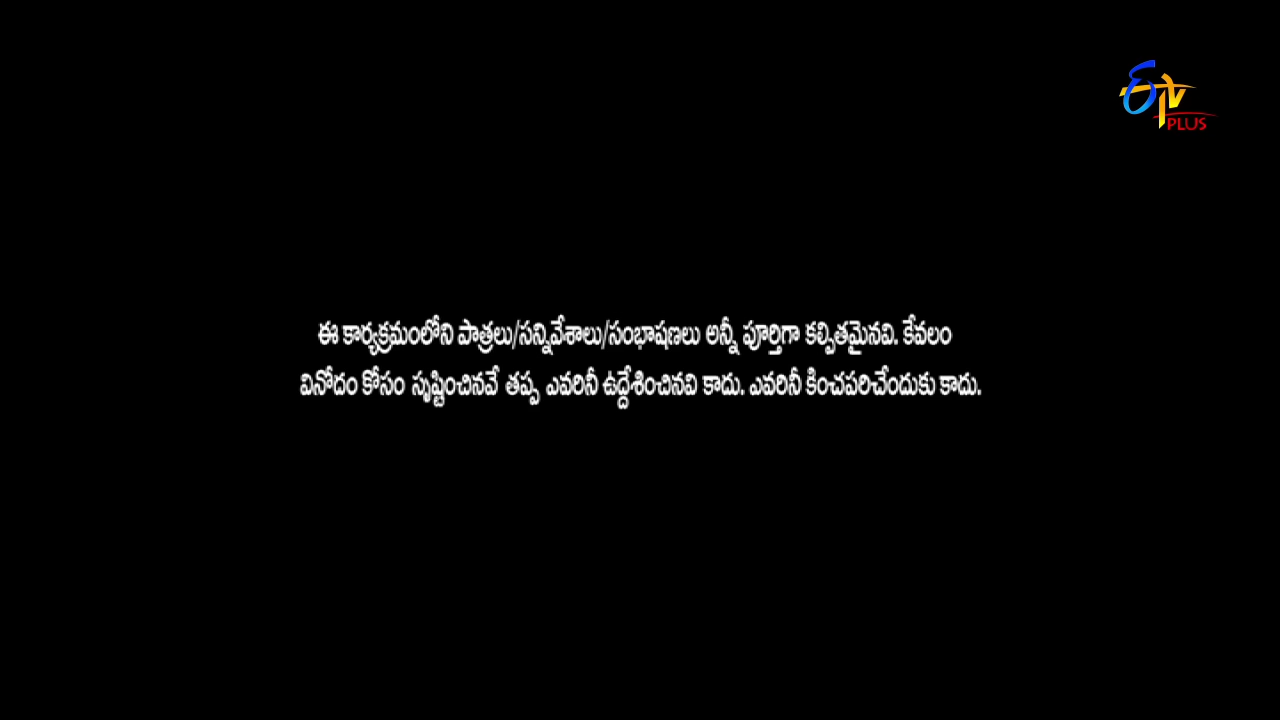 ETV
PLUS
ఈ కార్యక్రమంలోని పాత్రలు/సన్నివేశాలు/సంభాషణలు అన్నీ పూర్తిగా కల్పితమైనవి. కేవలం
వినోదం కోసం సృష్టించినవే తప్ప ఎవరినీ ఉద్దేశించినవి కాదు. ఎవరినీ కించపరిచేందుకు కాదు.